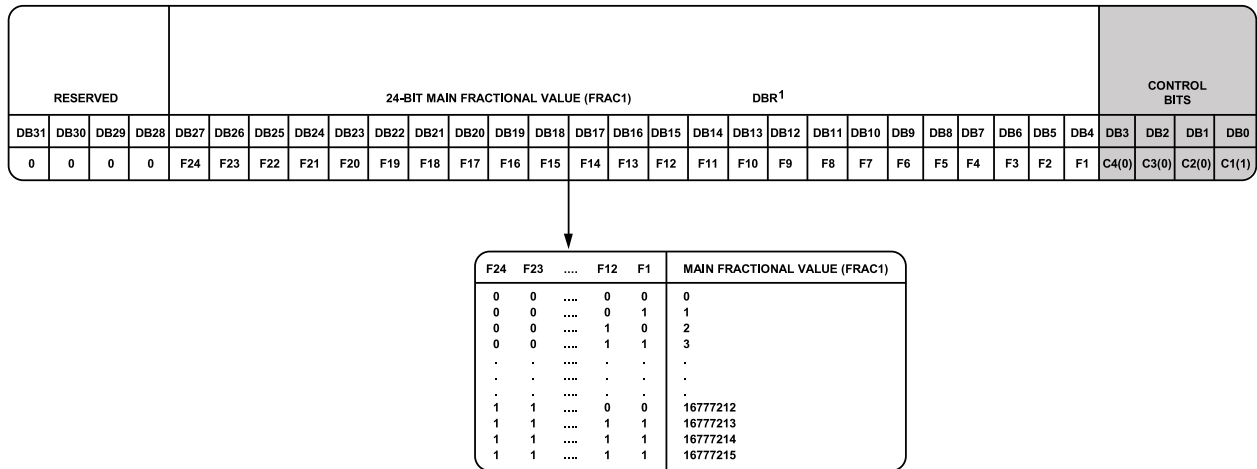 RESERVED 24-BIT MAIN FRACTIONAL VALUE (FRAC1) DBR1 CONTROL BITS
DB31 DB30 DB29 DB28 DB27 DB26 DB25 DB24 DB23 DB22 DB21 DB20 DB19 DB18 DB17 DB16 DB15 DB14 DB13 DB12 DB11 DB10 DB9 DB8 DB7 DB6 DB5 DB4 DB3 DB2 DB1 DB0
0 0 0 0 F24 F23 F22 F21 F20 F19 F18 F17 F16 F15 F14 F13 F12 F11 F10 F9 F8 F7 F6 F5 F4 F3 F2 F1 C4(0) C3(0) C2(0) C1(1)
F24 F23 .... F12 F1 MAIN FRACTIONAL VALUE (FRAC1)
0 0 .... 0 0 0
0 0 .... 0 1 1
0 0 .... 1 0 2
0 0 .... 1 1 3
. . .... . . .
. . .... . . .
. . .... . . .
1 1 .... 0 0 16777212
1 1 .... 1 1 16777213
1 1 .... 1 1 16777214
1 1 .... 1 1 16777215